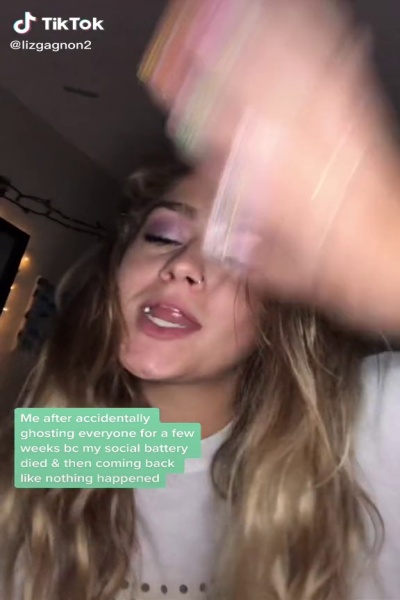 TikTok
@lizgagnon2
Me after accidentally
ghosting everyone for a few
weeks bc my social battery
died & then coming back
like nothing happened